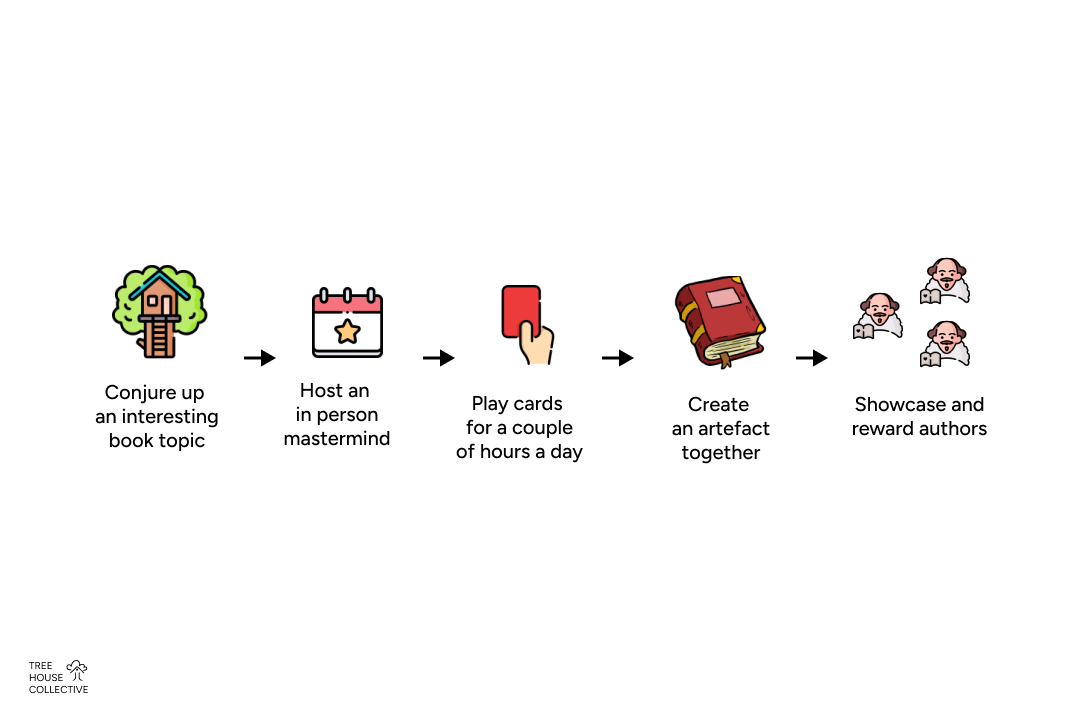 Conjure up
an interesting
book topic
Host an
in person
mastermind
Play cards
for a couple
of hours a day
Create
an artefact
together
Showcase and
reward authors
TREE
HOUSE
COLLECTIVE